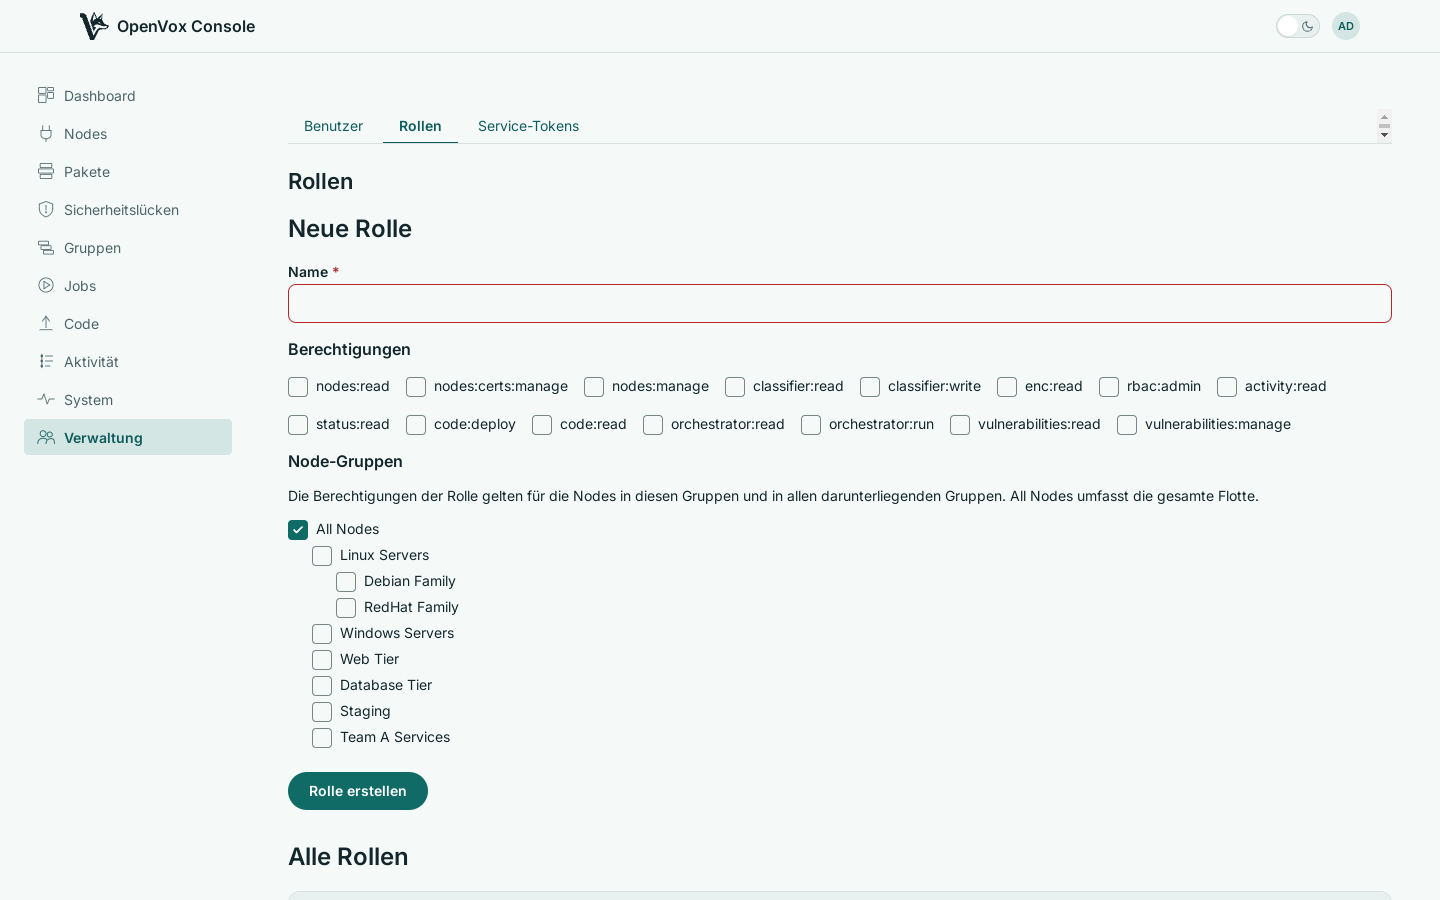 OpenVox Console
AD
Dashboard
Nodes
Pakete
Sicherheitslücken
Gruppen
Jobs
Code
Aktivität
System
Verwaltung
Benutzer Rollen Service-Tokens
Rollen
Neue Rolle
Name *
Berechtigungen
nodes:read nodes:certs:manage nodes:manage classifier:read classifier:write enc:read rbac:admin activity:read
status:read code:deploy code:read orchestrator:read orchestrator:run vulnerabilities:read vulnerabilities:manage
Node-Gruppen
Die Berechtigungen der Rolle gelten für die Nodes in diesen Gruppen und in allen darunterliegenden Gruppen. All Nodes umfasst die gesamte Flotte.
All Nodes
Linux Servers
Debian Family
RedHat Family
Windows Servers
Web Tier
Database Tier
Staging
Team A Services
Rolle erstellen
Alle Rollen